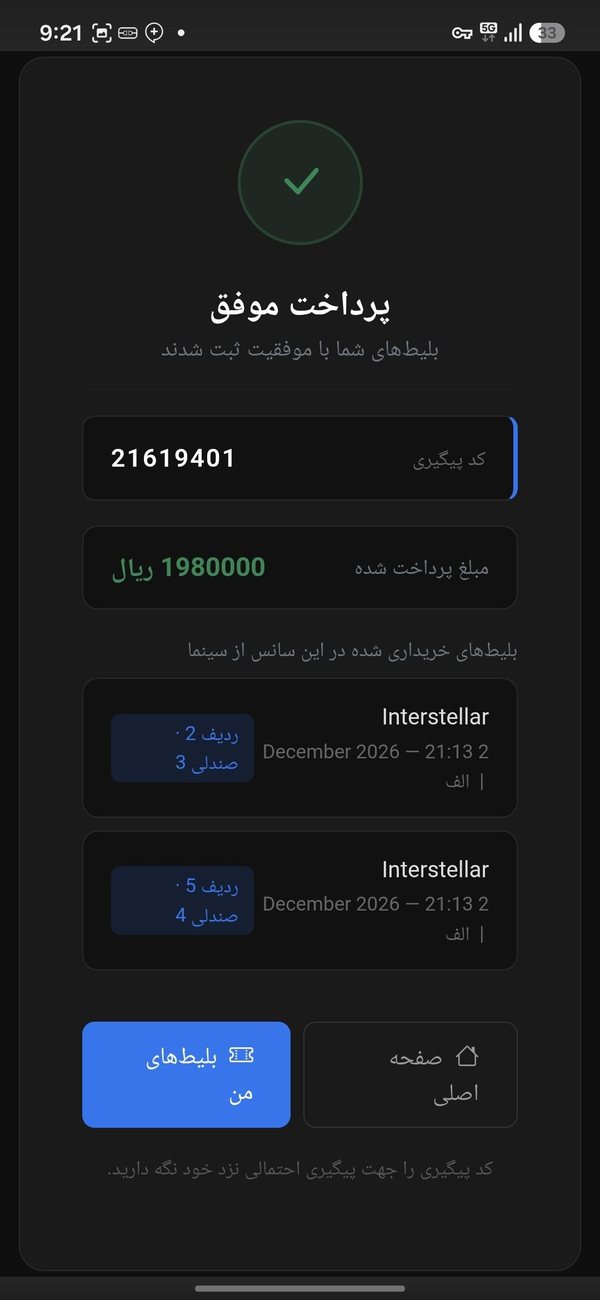 9:21
5G
33
پرداخت موفق
بلیط‌های شما با موفقیت ثبت شدند
کد پیگیری
21619401
مبلغ پرداخت شده
1980000 ریال
بلیط‌های خریداری شده در این سانس از سینما
Interstellar
2 December 2026 — 21:13
| الف
ردیف 2 ·
صندلی 3
Interstellar
2 December 2026 — 21:13
| الف
ردیف 5 ·
صندلی 4
صفحه
اصلی
بلیط‌های
من
کد پیگیری را جهت پیگیری احتمالی نزد خود نگه دارید.